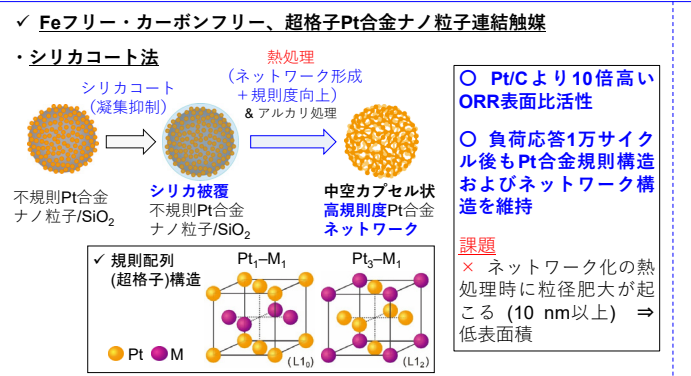 ✓ Feフリー・カーボンフリー、超格子Pt合金ナノ粒子連結触媒
・シリカコート法
シリカコート
(凝集抑制)
熱処理
(ネットワーク形成
＋規則度向上)
& アルカリ処理
不規則Pt合金
ナノ粒子/SiO2
シリカ被覆
不規則Pt合金
ナノ粒子/SiO2
中空カプセル状
高規則度Pt合金
ネットワーク
✓ 規則配列
(超格子)構造
Pt1–M1
Pt3–M1
Pt
M
(L10)
(L12)
〇 Pt/Cより10倍高い
ORR表面比活性
〇 負荷応答1万サイク
ル後もPt合金規則構造
およびネットワーク構
造を維持
課題
× ネットワーク化の熱
処理時に粒径肥大が起
こる (10 nm以上) ⇒
低表面積